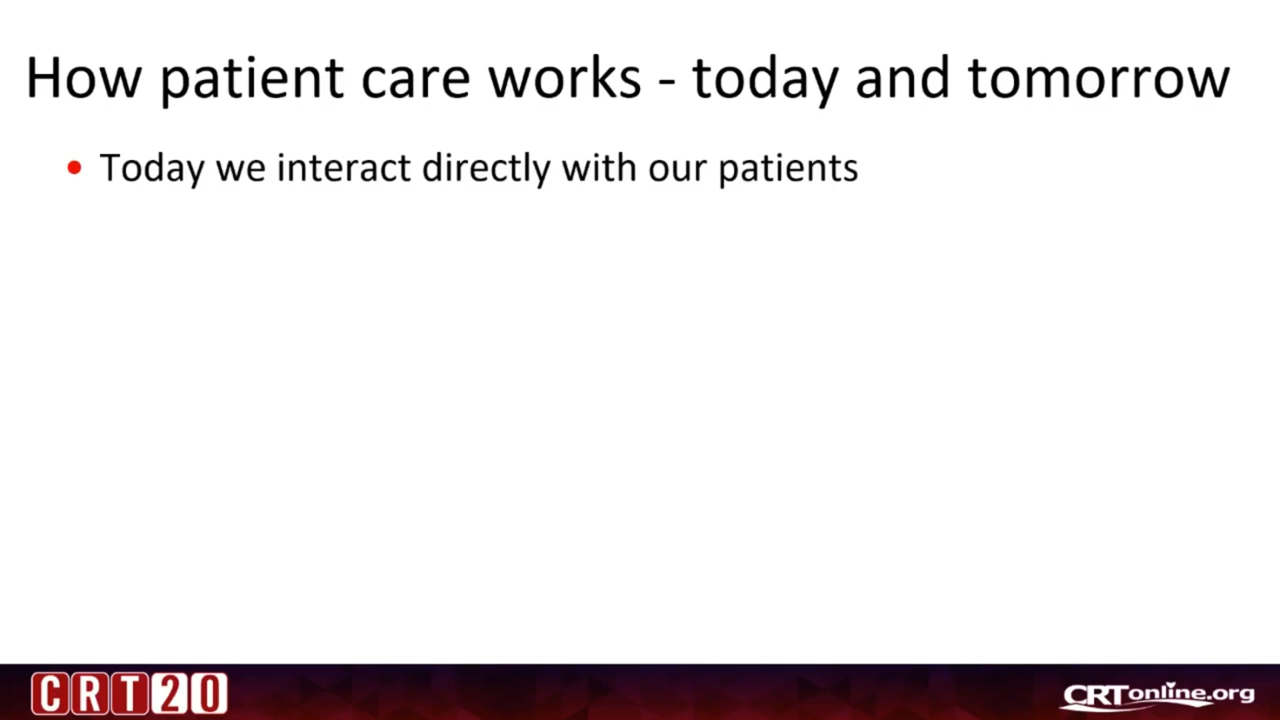 How patient care works - today and tomorrow
• Today we interact directly with our patients
CRT20
CRTonline.org